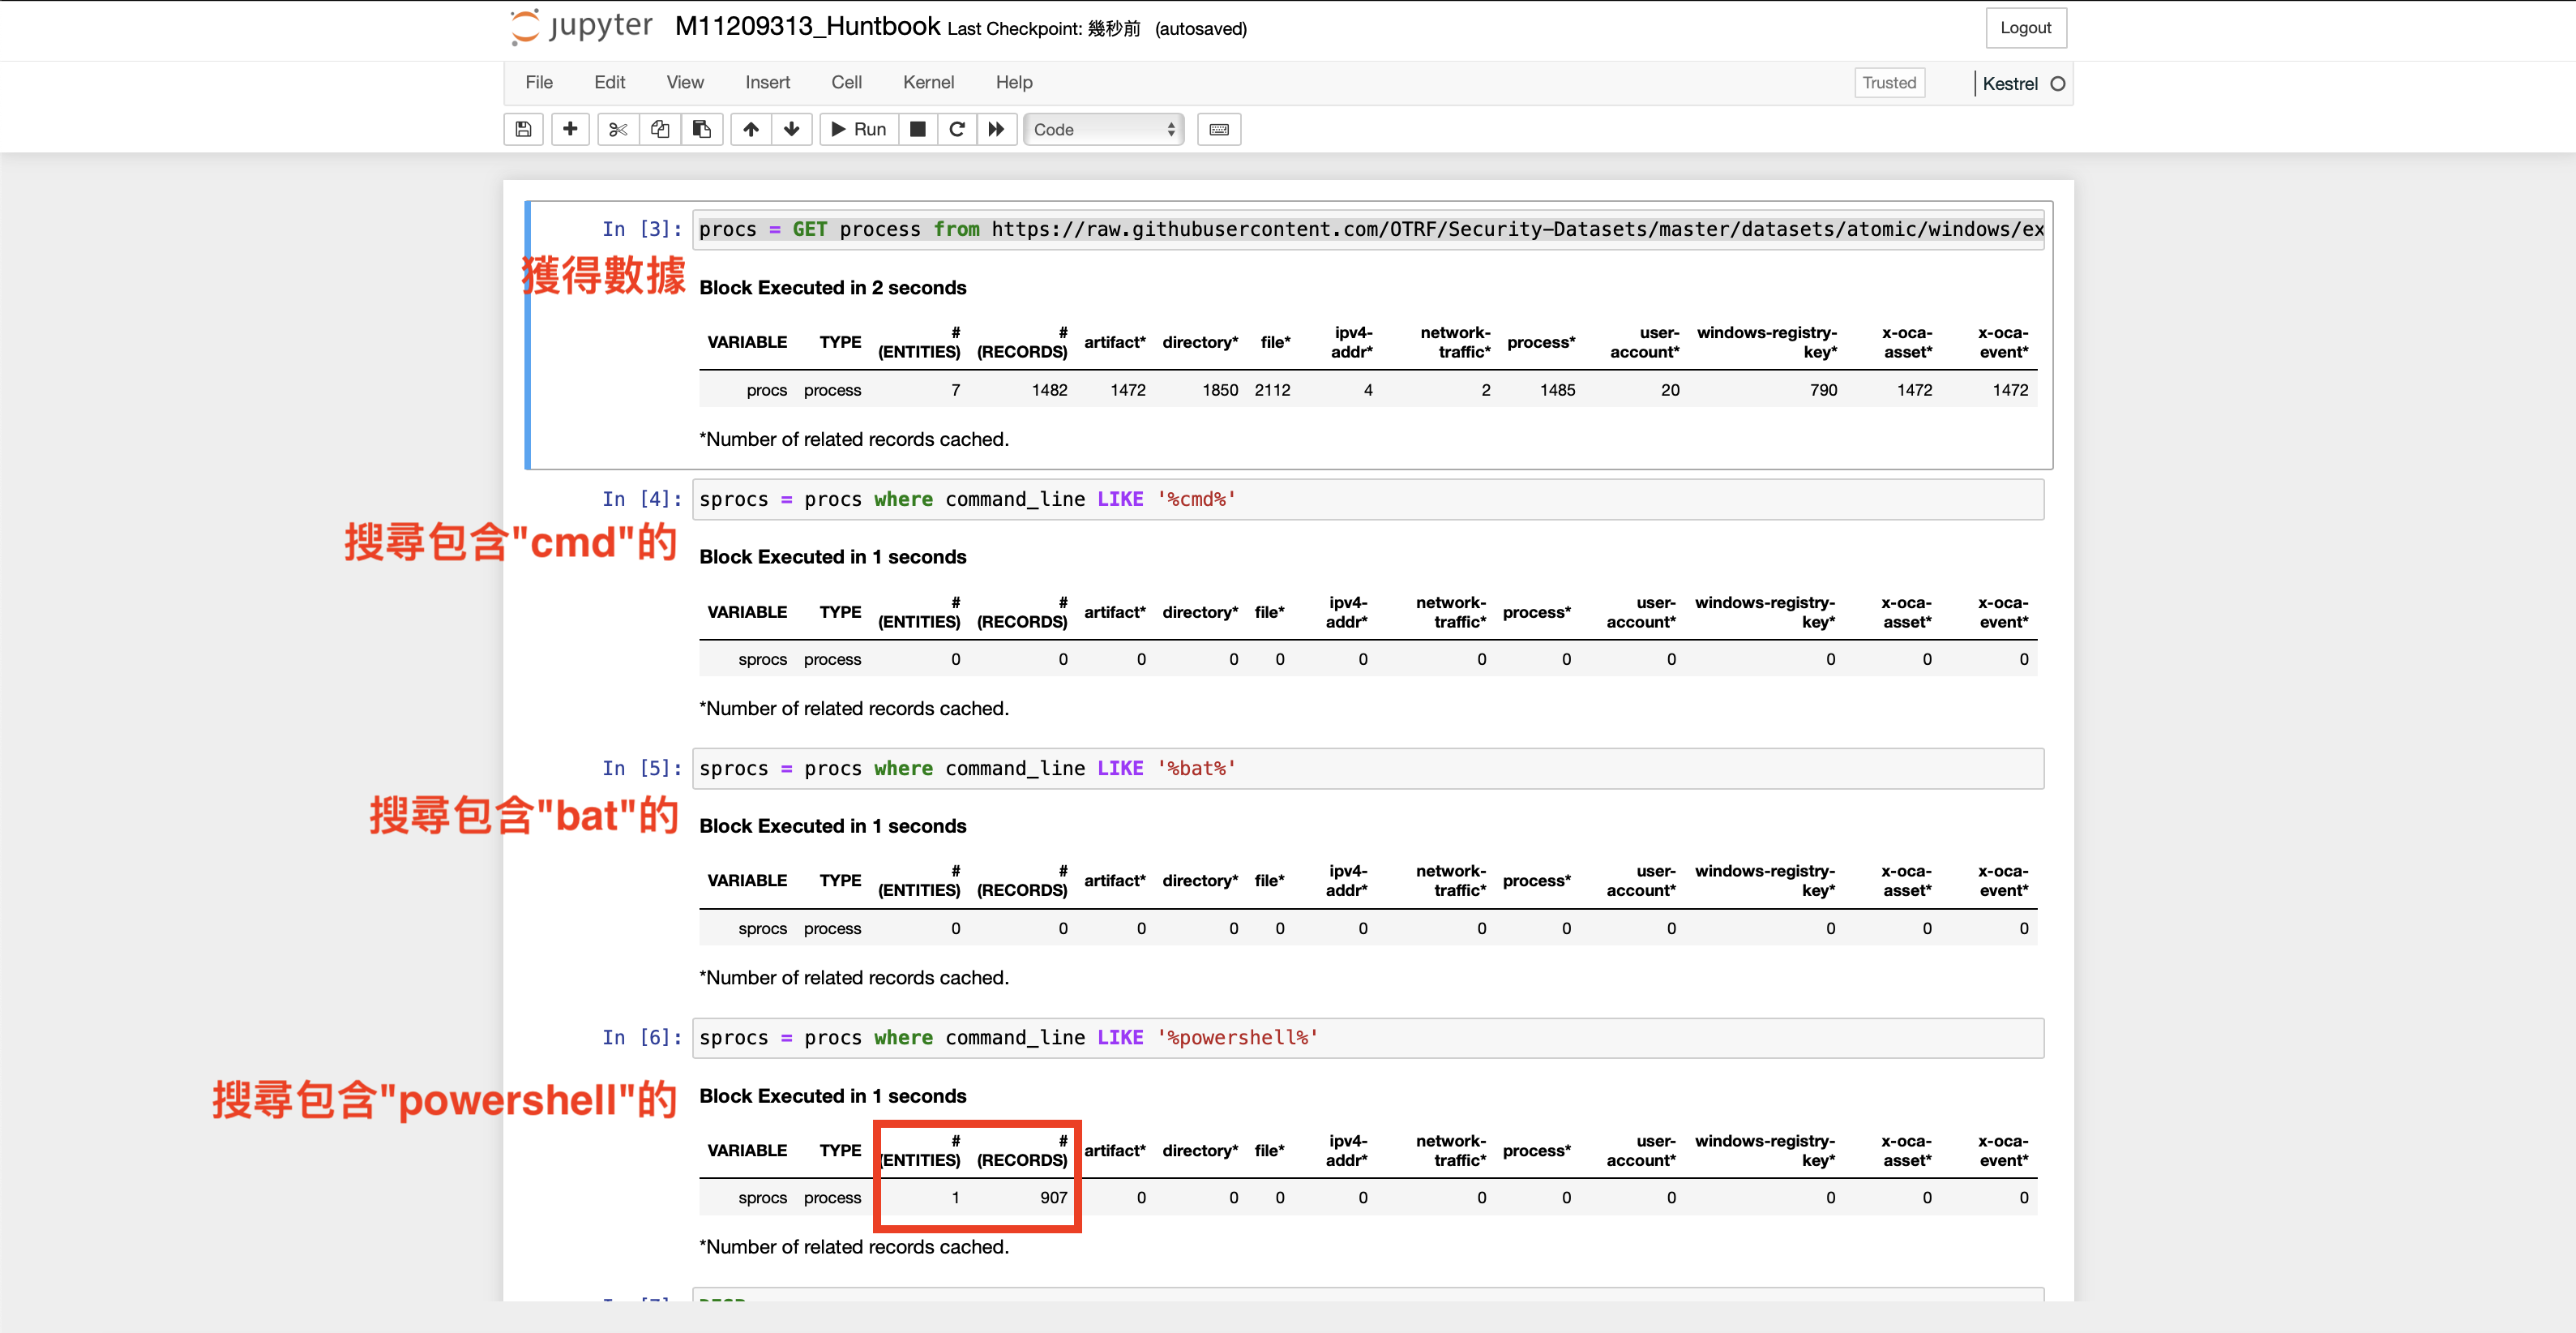 jupyter M11209313_Huntbook Last Checkpoint: 幾秒前 (autosaved) Logout
File Edit View Insert Cell Kernel Help Trusted Kestrel
Run Code
In [3]: procs = GET process from https://raw.githubusercontent.com/OTRF/Security-Datasets/master/datasets/atomic/windows/ex
獲得數據
Block Executed in 2 seconds
VARIABLE TYPE # (ENTITIES) # (RECORDS) artifact* directory* file* ipv4-addr* network-traffic* process* user-account* windows-registry-key* x-oca-asset* x-oca-event*
procs process 7 1482 1472 1850 2112 4 2 1485 20 790 1472 1472
*Number of related records cached.
In [4]: sprocs = procs where command_line LIKE '%cmd%'
搜尋包含"cmd"的
Block Executed in 1 seconds
VARIABLE TYPE # (ENTITIES) # (RECORDS) artifact* directory* file* ipv4-addr* network-traffic* process* user-account* windows-registry-key* x-oca-asset* x-oca-event*
sprocs process 0 0 0 0 0 0 0 0 0 0 0 0
*Number of related records cached.
In [5]: sprocs = procs where command_line LIKE '%bat%'
搜尋包含"bat"的
Block Executed in 1 seconds
VARIABLE TYPE # (ENTITIES) # (RECORDS) artifact* directory* file* ipv4-addr* network-traffic* process* user-account* windows-registry-key* x-oca-asset* x-oca-event*
sprocs process 0 0 0 0 0 0 0 0 0 0 0 0
*Number of related records cached.
In [6]: sprocs = procs where command_line LIKE '%powershell%'
搜尋包含"powershell"的
Block Executed in 1 seconds
VARIABLE TYPE # (ENTITIES) # (RECORDS) artifact* directory* file* ipv4-addr* network-traffic* process* user-account* windows-registry-key* x-oca-asset* x-oca-event*
sprocs process 1 907 0 0 0 0 0 0 0 0 0 0
*Number of related records cached.